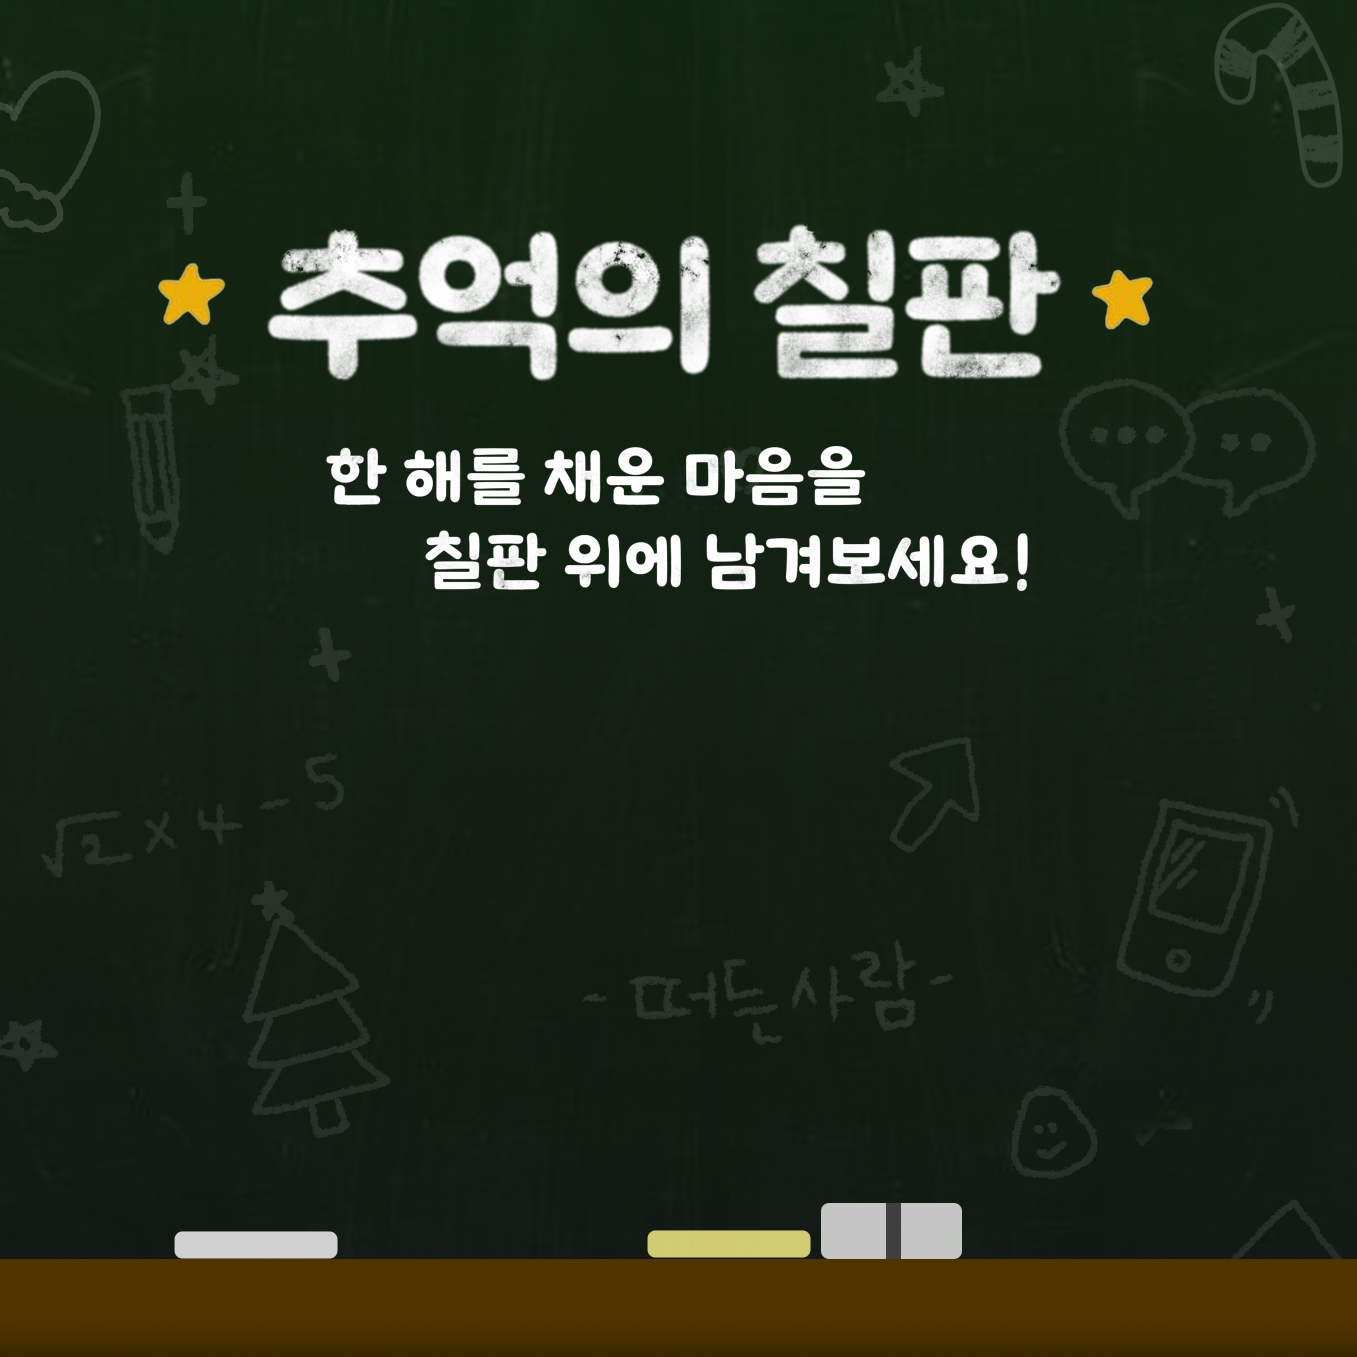 추억의 칠판
한 해를 채운 마음을
칠판 위에 남겨보세요!
√2 x 4 - 5
- 떠든사람 -